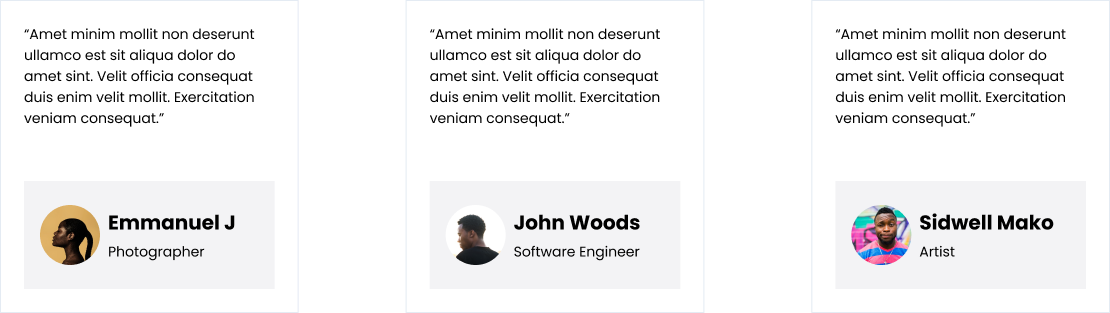 “Amet minim mollit non deserunt
ullamco est sit aliqua dolor do
amet sint. Velit officia consequat
duis enim velit mollit. Exercitation
veniam consequat.”
Emmanuel J
Photographer
“Amet minim mollit non deserunt
ullamco est sit aliqua dolor do
amet sint. Velit officia consequat
duis enim velit mollit. Exercitation
veniam consequat.”
John Woods
Software Engineer
“Amet minim mollit non deserunt
ullamco est sit aliqua dolor do
amet sint. Velit officia consequat
duis enim velit mollit. Exercitation
veniam consequat.”
Sidwell Mako
Artist